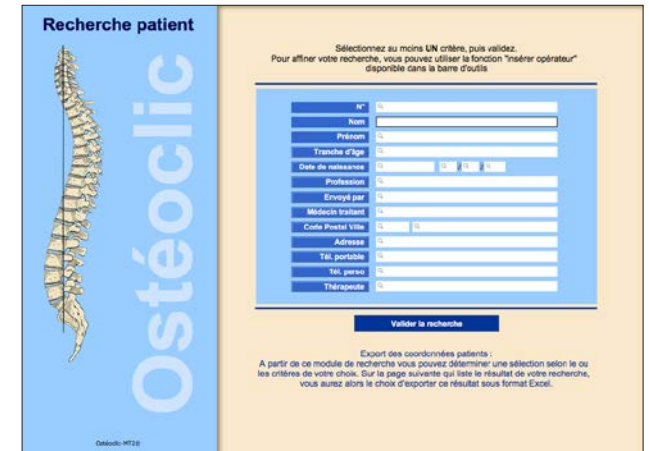 Recherche patient
Ostéoclic
Ostéoclic MT2®
Sélectionnez au moins UN critère, puis validez.
Pour affiner votre recherche, vous pouvez utiliser la fonction "insérer opérateur"
disponible dans la barre d'outils
N°
Nom
Prénom
Tranche d'âge
Date de naissance / /
Profession
Envoyé par
Médecin traitant
Code Postal Ville
Adresse
Tél. portable
Tél. perso
Thérapeute
Valider la recherche
Export des coordonnées patients :
A partir de ce module de recherche vous pouvez déterminer une sélection selon le ou
les critères de votre choix. Sur la page suivante qui liste le résultat de votre recherche,
vous aurez alors le choix d'exporter ce résultat sous format Excel.